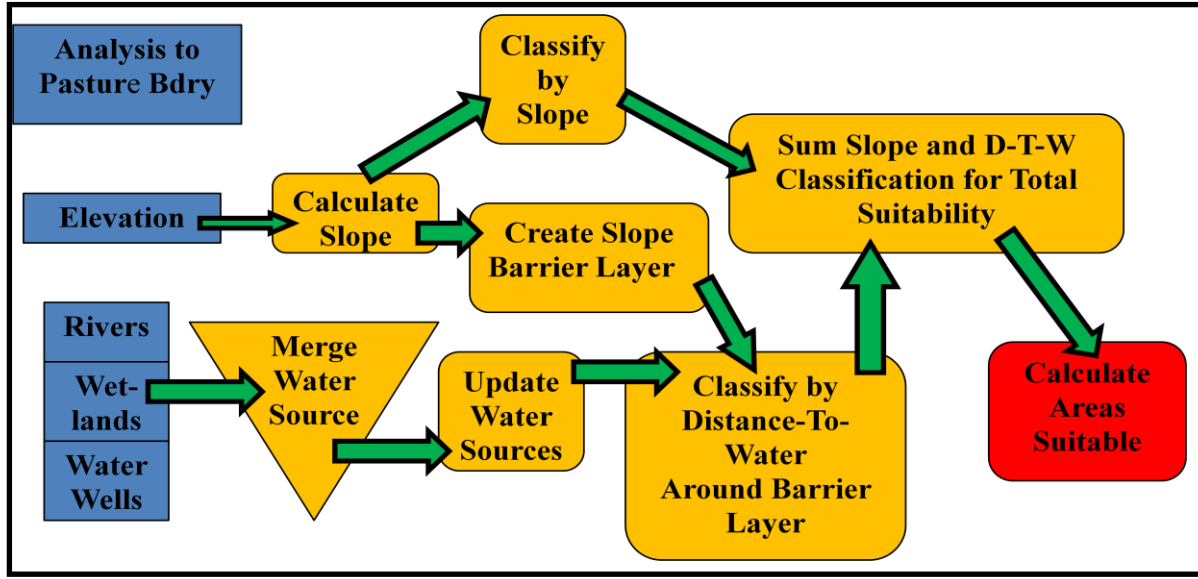 Analysis to
Pasture Bdry
Classify
by
Slope
Sum Slope and D-T-W
Classification for Total
Suitability
Elevation
Calculate
Slope
Create Slope
Barrier Layer
Rivers
Wet-
lands
Water
Wells
Merge
Water
Source
Update
Water
Sources
Classify by
Distance-To-
Water
Around Barrier
Layer
Calculate
Areas
Suitable